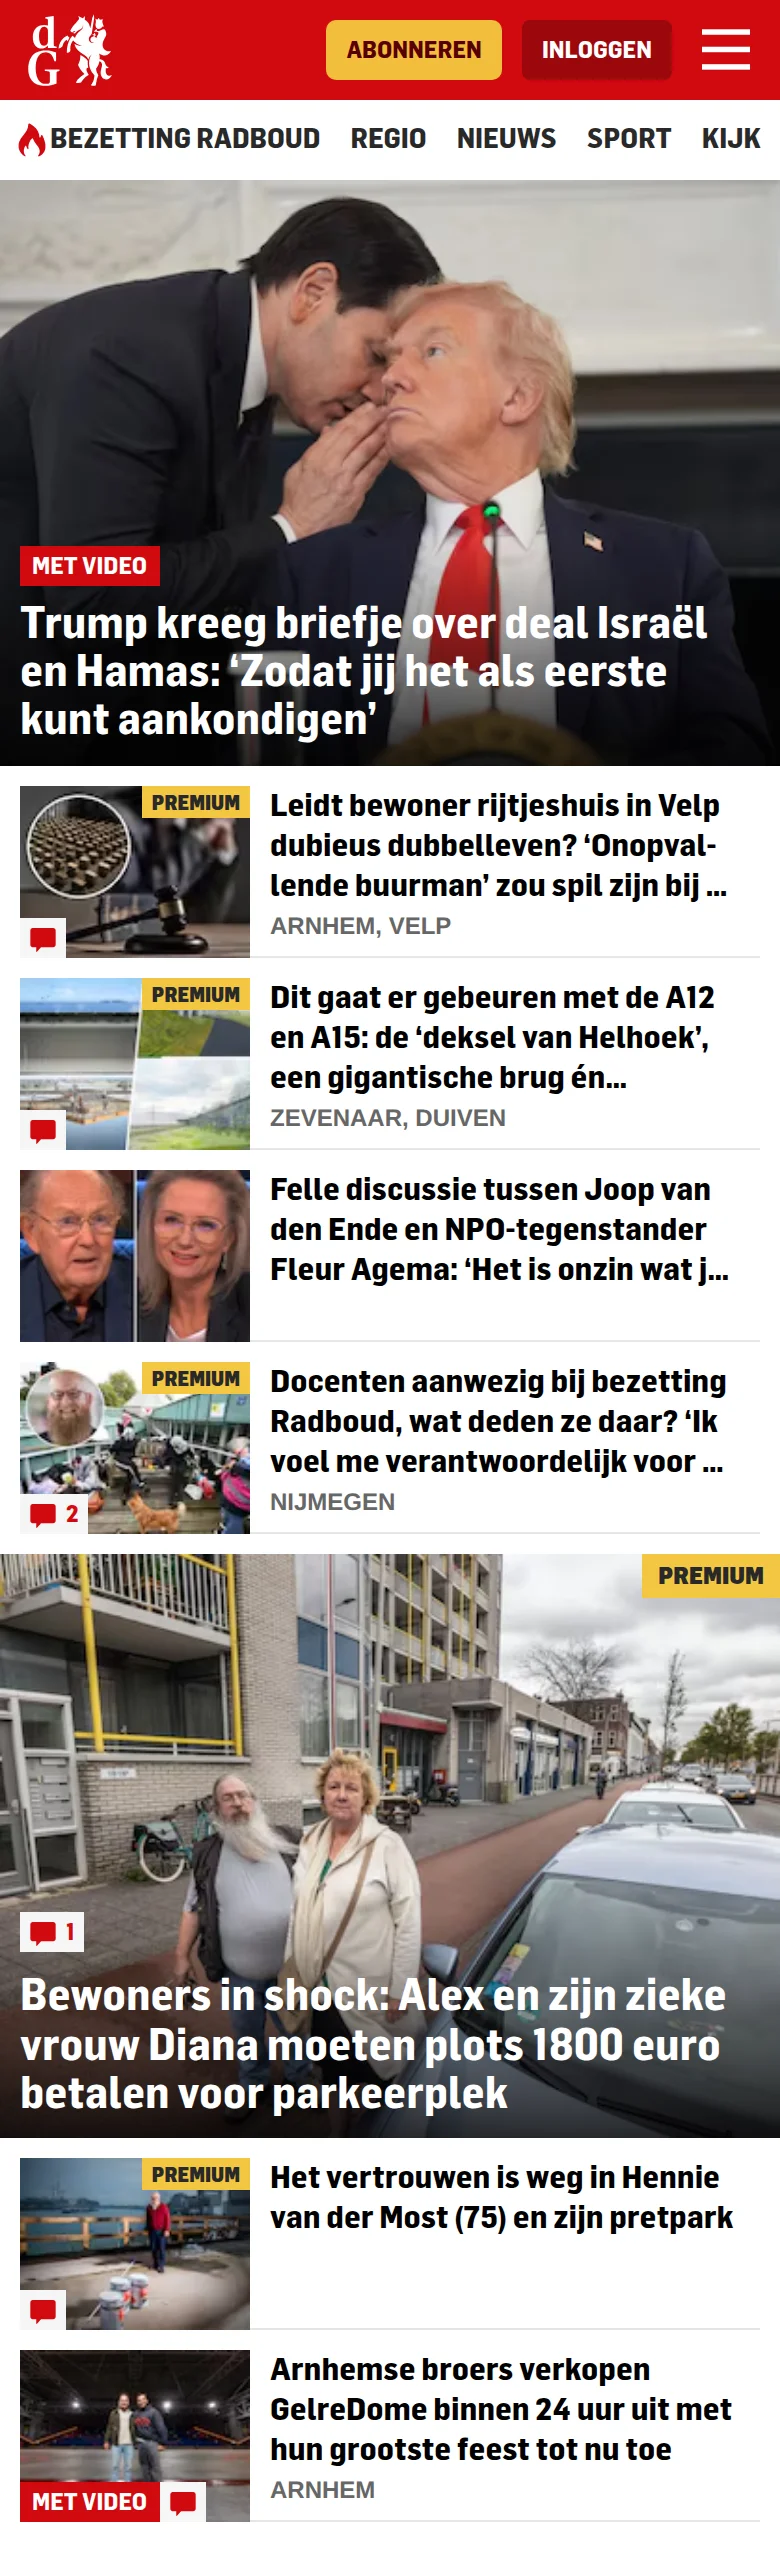 dG
ABONNEREN
INLOGGEN
BEZETTING RADBOUD
REGIO
NIEUWS
SPORT
KIJK
MET VIDEO
Trump kreeg briefje over deal Israël
en Hamas: ‘Zodat jij het als eerste
kunt aankondigen’
PREMIUM
Leidt bewoner rijtjeshuis in Velp
dubieus dubbelleven? ‘Onopval-
lende buurman’ zou spil zijn bij ...
ARNHEM, VELP
PREMIUM
Dit gaat er gebeuren met de A12
en A15: de ‘deksel van Helhoek’,
een gigantische brug én...
ZEVENAAR, DUIVEN
Felle discussie tussen Joop van
den Ende en NPO-tegenstander
Fleur Agema: ‘Het is onzin wat j...
PREMIUM
2
Docenten aanwezig bij bezetting
Radboud, wat deden ze daar? ‘Ik
voel me verantwoordelijk voor ...
NIJMEGEN
PREMIUM
1
Bewoners in shock: Alex en zijn zieke
vrouw Diana moeten plots 1800 euro
betalen voor parkeerplek
PREMIUM
Het vertrouwen is weg in Hennie
van der Most (75) en zijn pretpark
MET VIDEO
Arnhemse broers verkopen
GelreDome binnen 24 uur uit met
hun grootste feest tot nu toe
ARNHEM